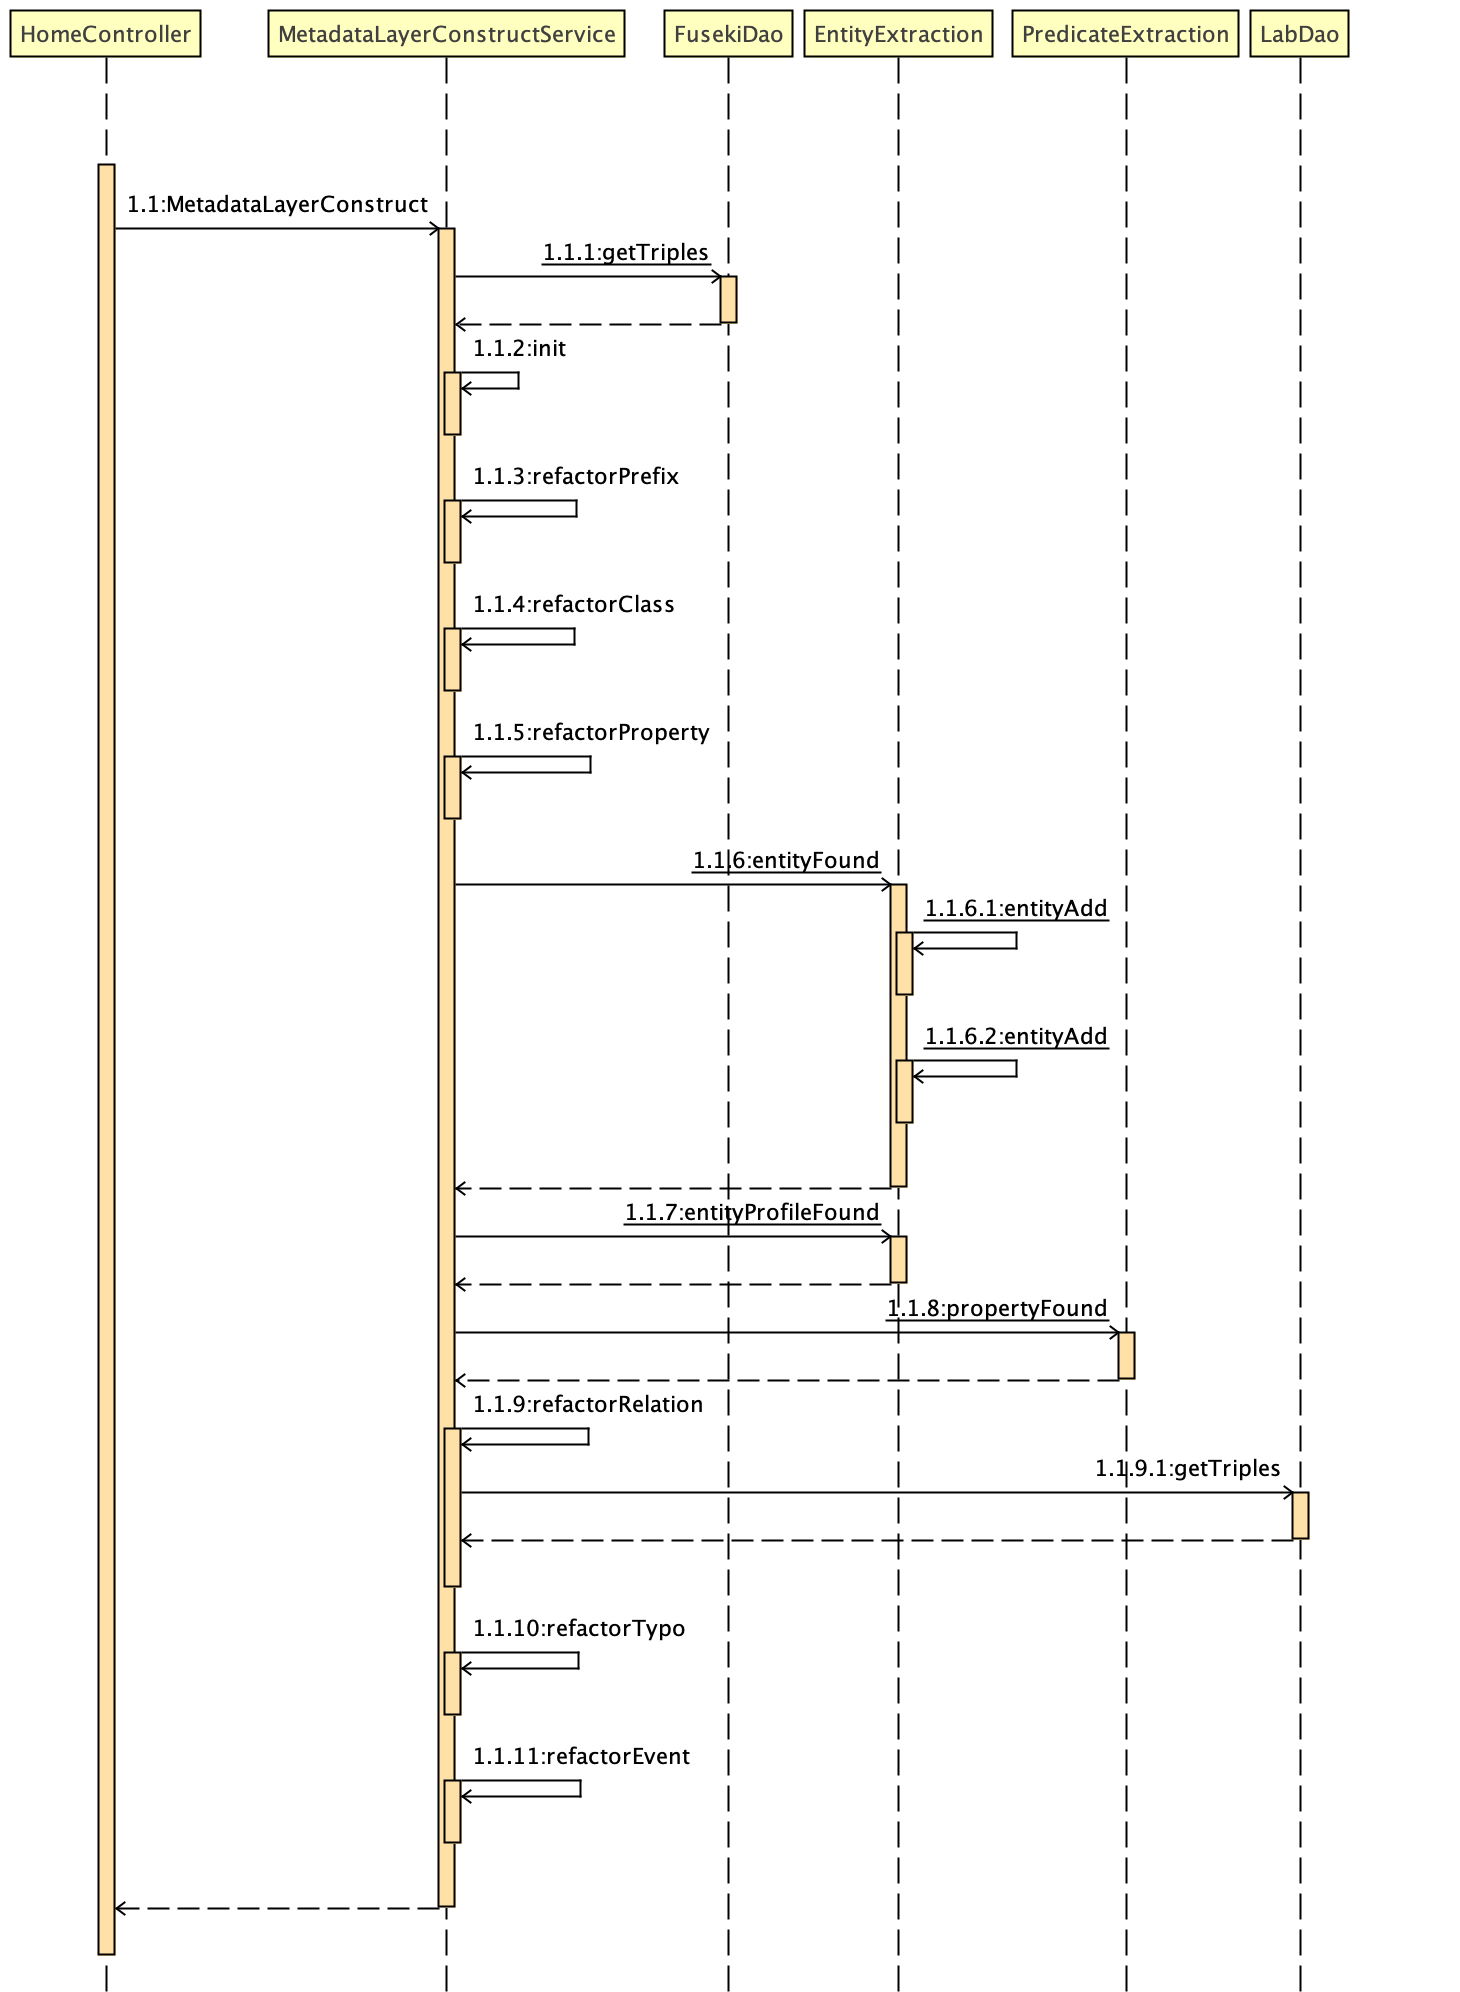 HomeController
MetadataLayerConstructService
FusekiDao
EntityExtraction
PredicateExtraction
LabDao
1.1:MetadataLayerConstruct
1.1.1:getTriples
1.1.2:init
1.1.3:refactorPrefix
1.1.4:refactorClass
1.1.5:refactorProperty
1.1.6:entityFound
1.1.6.1:entityAdd
1.1.6.2:entityAdd
1.1.7:entityProfileFound
1.1.8:propertyFound
1.1.9:refactorRelation
1.1.9.1:getTriples
1.1.10:refactorTypo
1.1.11:refactorEvent